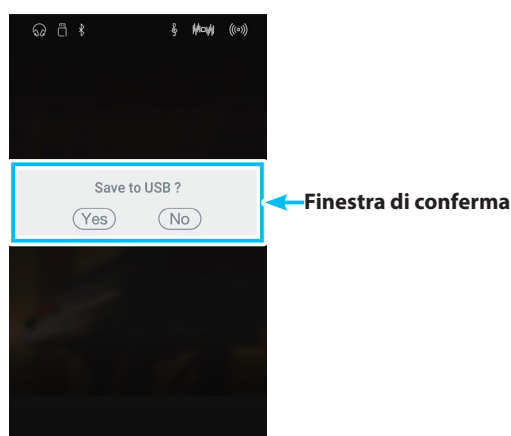 Save to USB ?
Yes No
Finestra di conferma